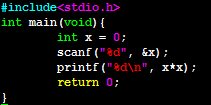 #include<stdio.h>
int main(void){
        int x = 0;
        scanf("%d", &x);
        printf("%d\n", x*x);
        return 0;
}